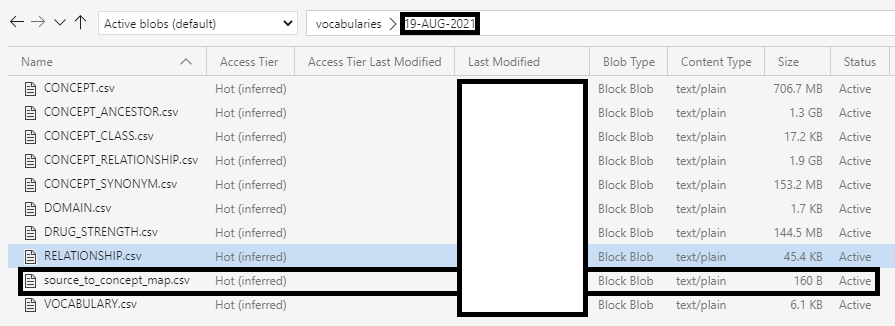 Active blobs (default) vocabularies 19-AUG-2021
Name Access Tier Access Tier Last Modified Last Modified Blob Type Content Type Size Status
CONCEPT.csv Hot (inferred) Block Blob text/plain 706.7 MB Active
CONCEPT_ANCESTOR.csv Hot (inferred) Block Blob text/plain 1.3 GB Active
CONCEPT_CLASS.csv Hot (inferred) Block Blob text/plain 17.2 KB Active
CONCEPT_RELATIONSHIP.csv Hot (inferred) Block Blob text/plain 1.9 GB Active
CONCEPT_SYNONYM.csv Hot (inferred) Block Blob text/plain 153.2 MB Active
DOMAIN.csv Hot (inferred) Block Blob text/plain 1.7 KB Active
DRUG_STRENGTH.csv Hot (inferred) Block Blob text/plain 144.5 MB Active
RELATIONSHIP.csv Hot (inferred) Block Blob text/plain 45.4 KB Active
source_to_concept_map.csv Hot (inferred) Block Blob text/plain 160 B Active
VOCABULARY.csv Hot (inferred) Block Blob text/plain 6.1 KB Active